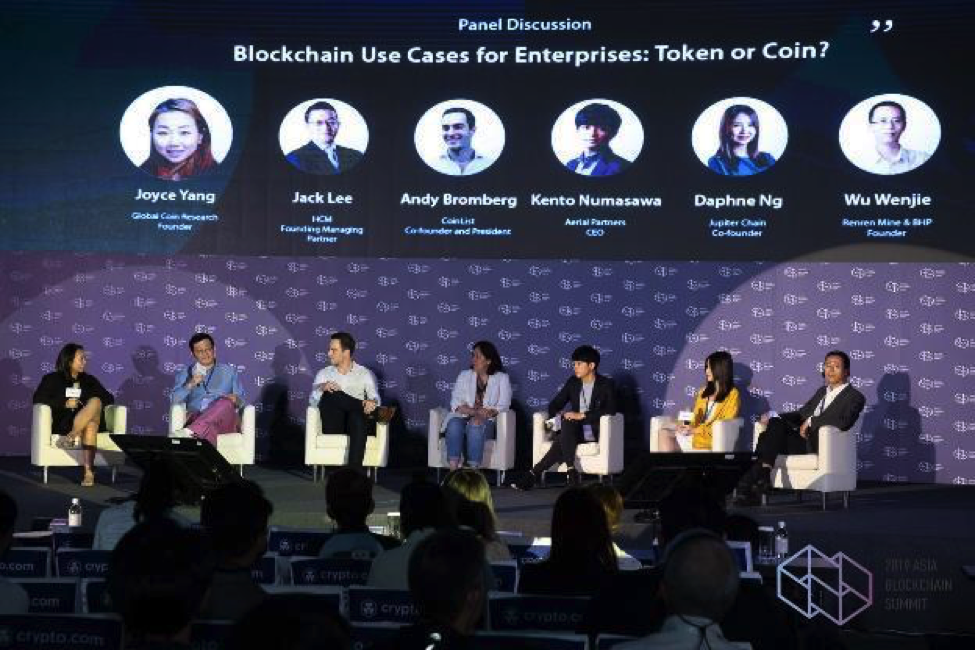 Panel Discussion
”
Blockchain Use Cases for Enterprises: Token or Coin?
Joyce Yang
Global Coin Research
Founder
Jack Lee
HCM
Founding Managing
Partner
Andy Bromberg
CoinList
Co-founder and President
Kento Numasawa
Aerial Partners
CEO
Daphne Ng
Jupiter Chain
Co-founder
Wu Wenjie
Renren Mine & BHP
Founder
crypto.com
2019 ASIA
BLOCKCHAIN
SUMMIT